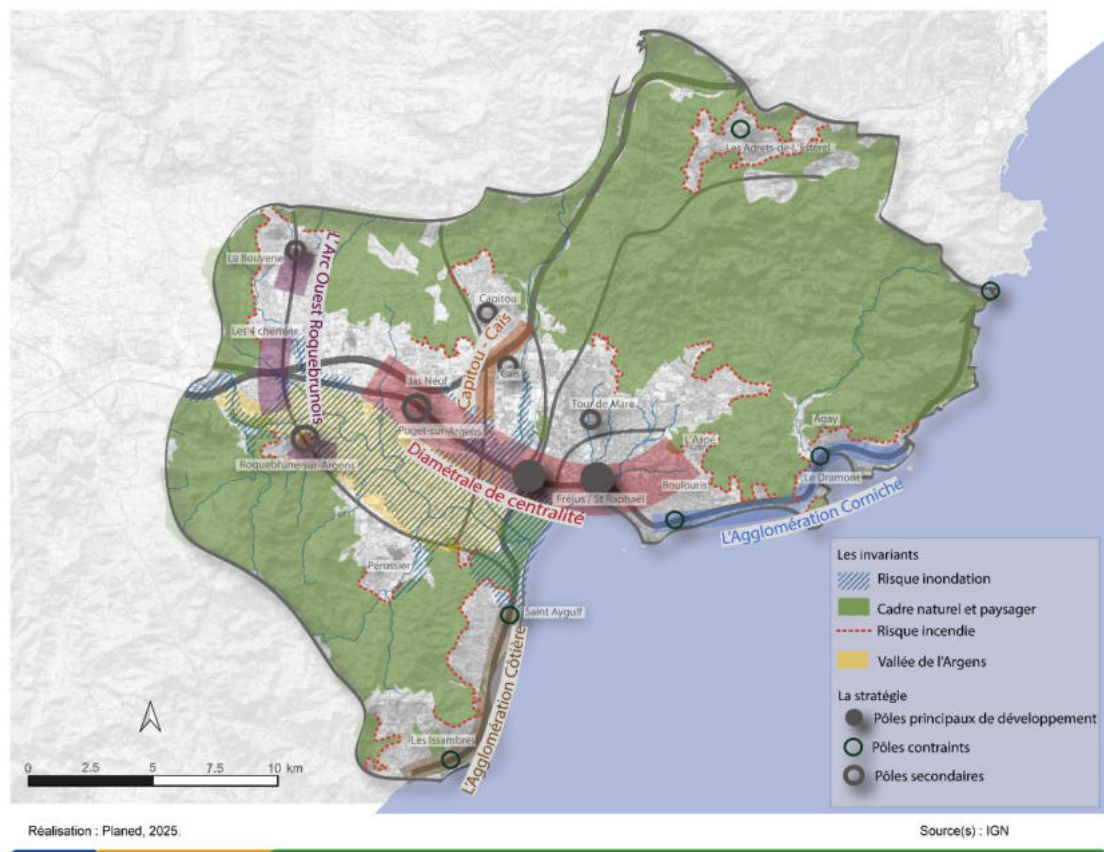 Les Adrets-de-L'Estérel
La Bouverie
L'Arc Ouest Roquebrunois
Capitou
Les 4 chemins
Capitou - Caïs
Jas Neuf
Tour de Mare
Puget-sur-Argens
Agay
L'Aspé
Roquebrune-sur-Argens
Diamétrale de centralité
Boulouris
Le Dramont
Fréjus / St Raphaël
L'Agglomération Corniche
Perussier
Saint Aygulf
L'Agglomération Côtière
Les Issambres
Les invariants
Risque inondation
Cadre naturel et paysager
Risque incendie
Vallée de l'Argens
La stratégie
Pôles principaux de développement
Pôles contraints
Pôles secondaires
0 2.5 5 7.5 10 km
Réalisation : Planed, 2025.
Source(s) : IGN